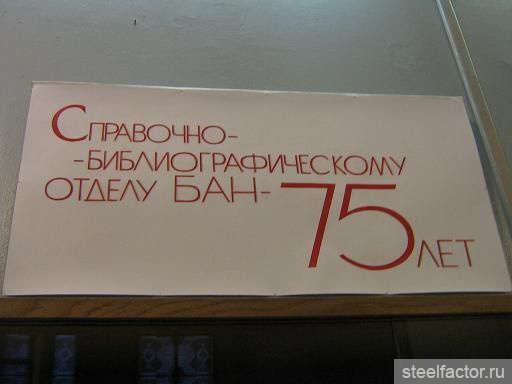 Справочно-
-библиографическому
отделу БАН-
75 лет
steelfactor.ru